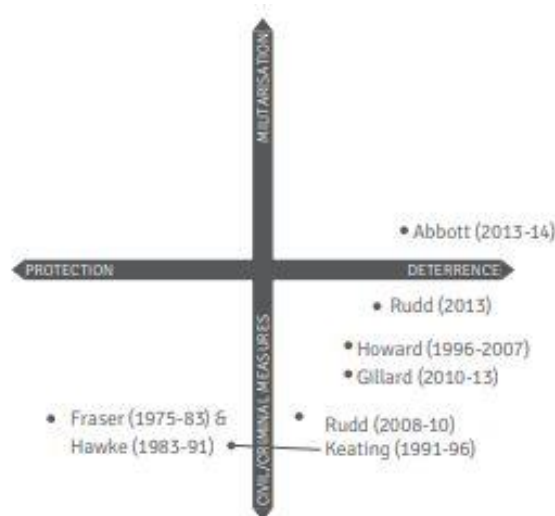 MILITARISATION
Abbott (2013-14)
PROTECTION
DETERRENCE
Rudd (2013)
Howard (1996-2007)
Gillard (2010-13)
CIVIL/CRIMINAL MEASURES
Fraser (1975-83) &
Hawke (1983-91)
Rudd (2008-10)
Keating (1991-96)